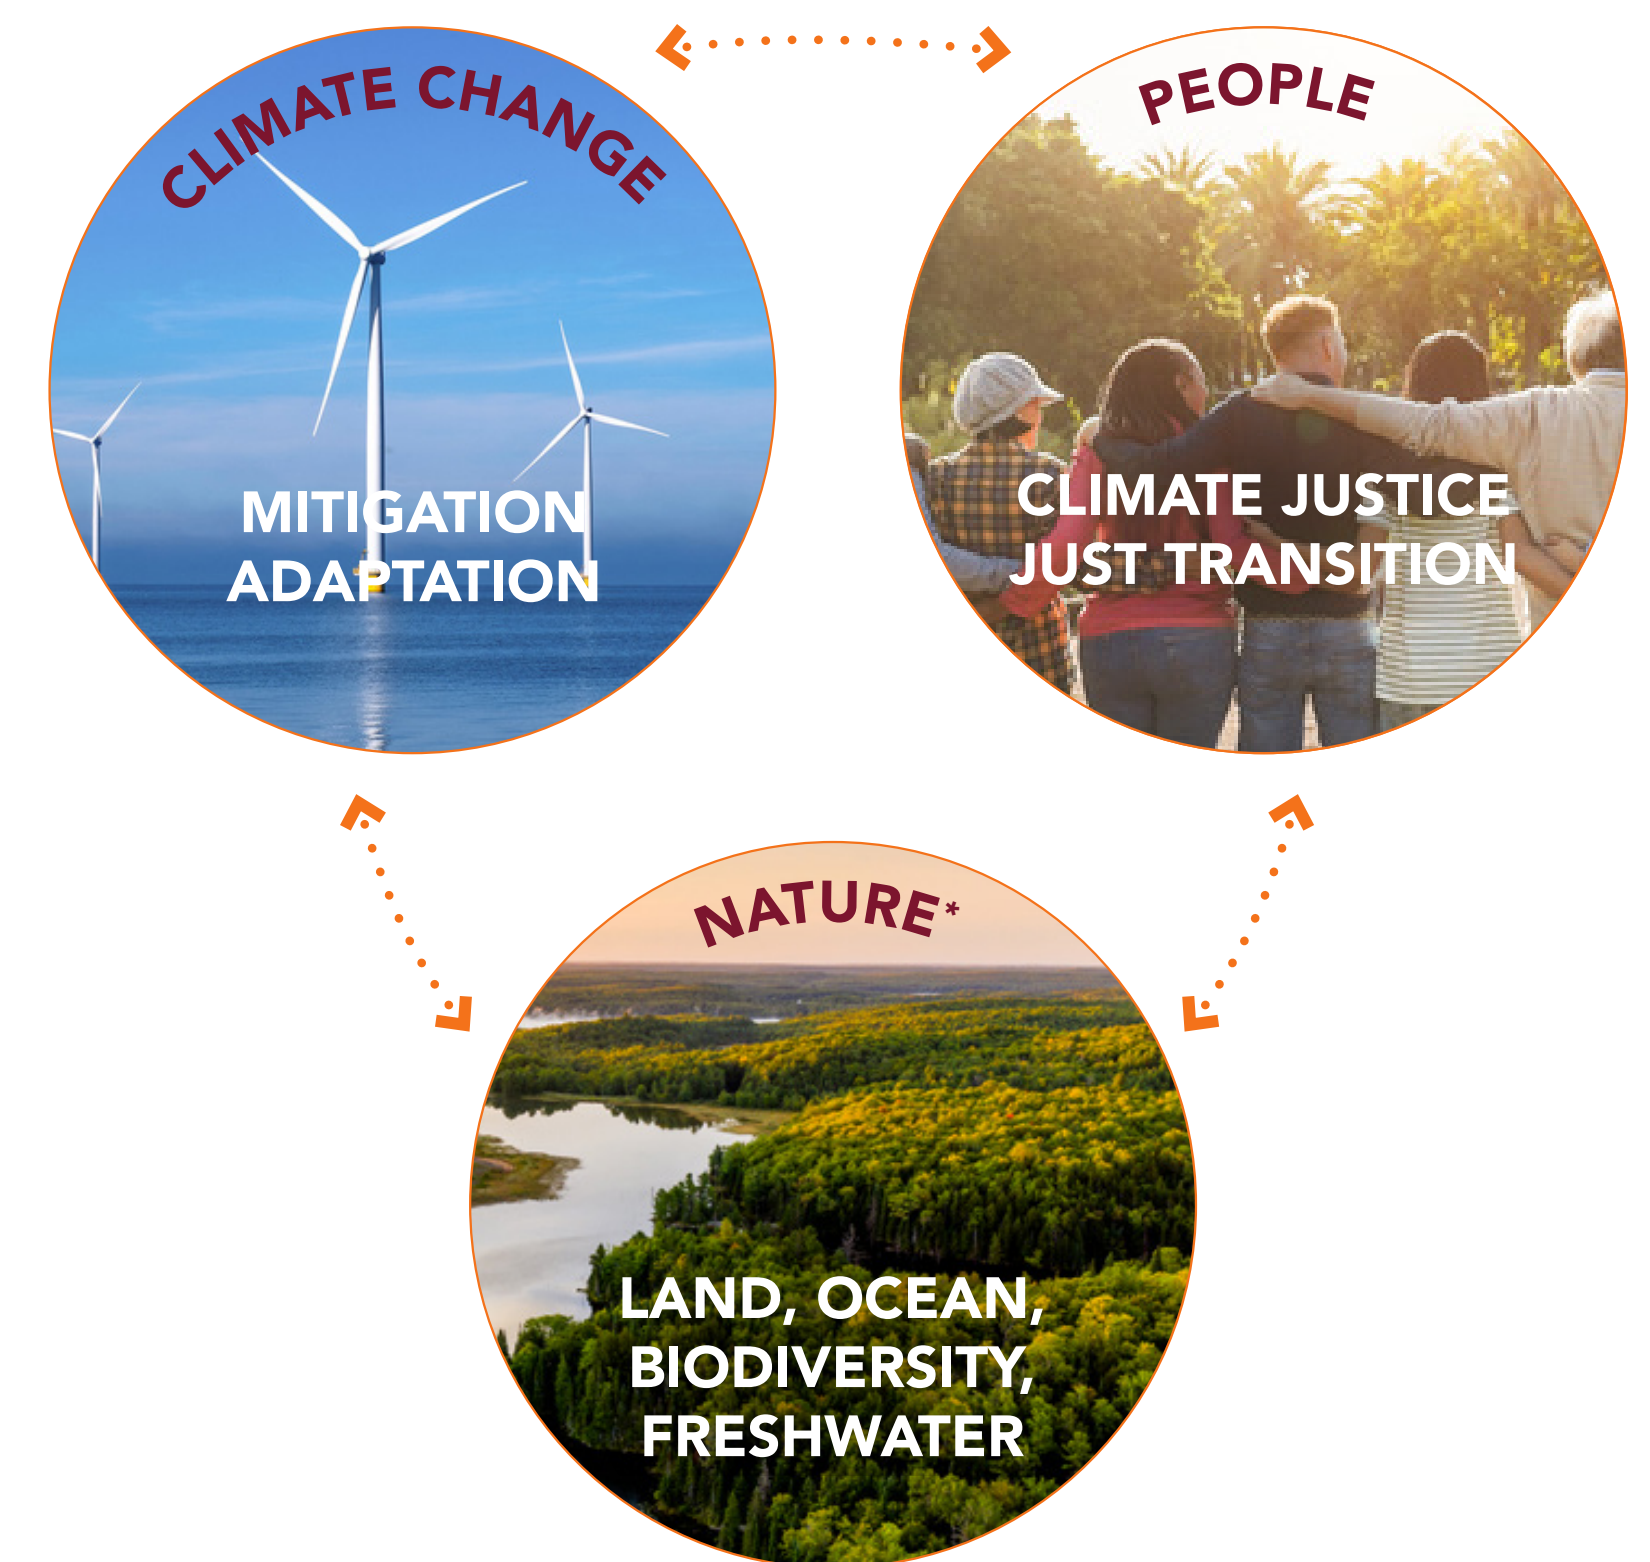 CLIMATE CHANGE
MITIGATION
ADAPTATION
PEOPLE
CLIMATE JUSTICE
JUST TRANSITION
NATURE*
LAND, OCEAN,
BIODIVERSITY,
FRESHWATER